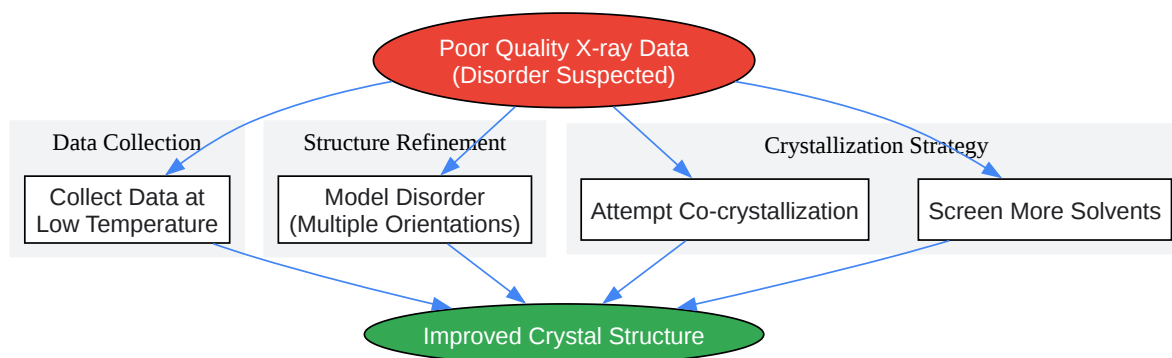 Poor Quality X-ray Data
(Disorder Suspected)
Data Collection
Structure Refinement
Crystallization Strategy
Collect Data at
Low Temperature
Model Disorder
(Multiple Orientations)
Attempt Co-crystallization
Screen More Solvents
Improved Crystal Structure